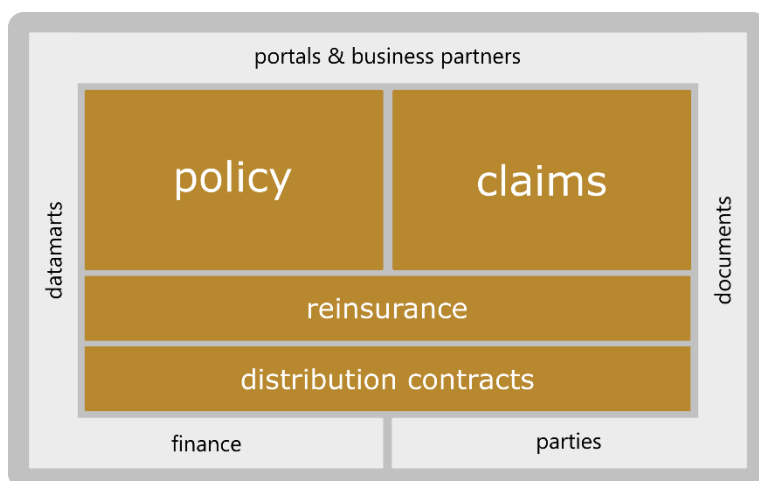 portals & business partners
policy
claims
datamarts
documents
reinsurance
distribution contracts
finance
parties